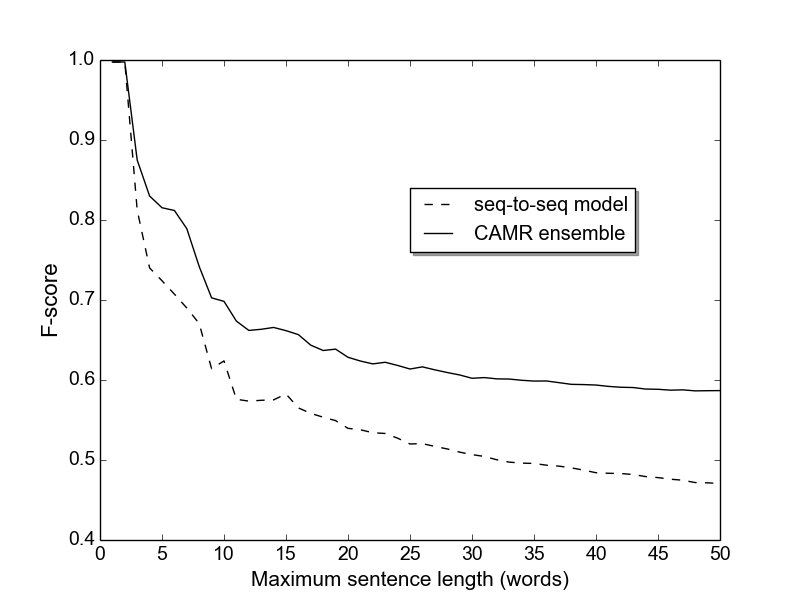 1.0
0.9
0.8
0.7
0.6
0.5
0.4
F-score
seq-to-seq model
CAMR ensemble
0 5 10 15 20 25 30 35 40 45 50
Maximum sentence length (words)